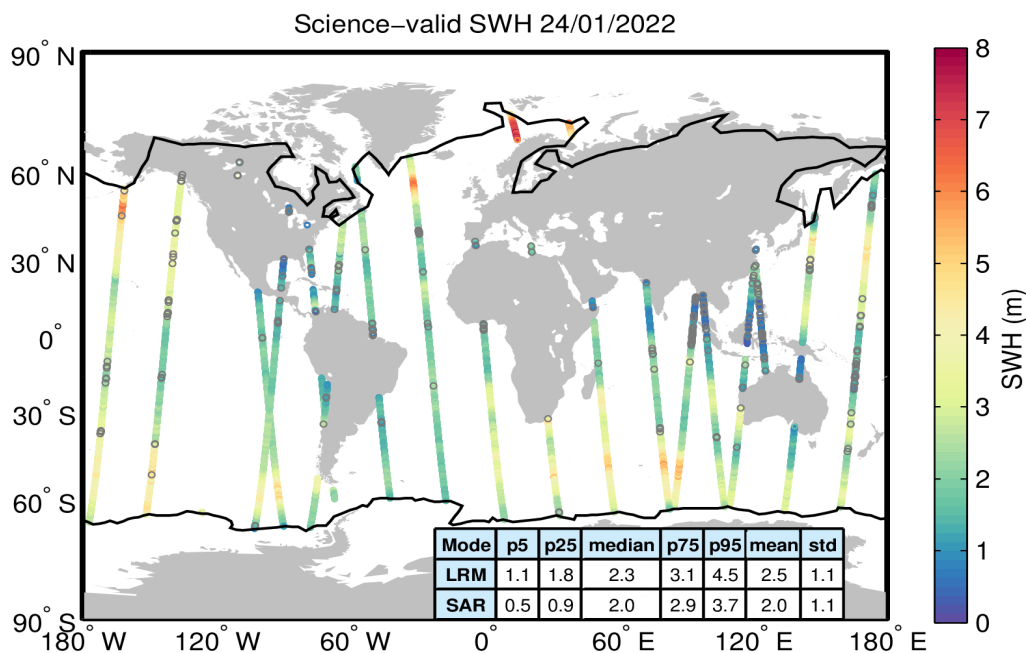 Science−valid SWH 24/01/2022
90° N
60° N
30° N
0°
30° S
60° S
90° S
180° W
120° W
60° W
0°
60° E
120° E
180° E
8
7
6
5
4
3
2
1
0
SWH (m)
Mode p5 p25 median p75 p95 mean std
LRM 1.1 1.8 2.3 3.1 4.5 2.5 1.1
SAR 0.5 0.9 2.0 2.9 3.7 2.0 1.1